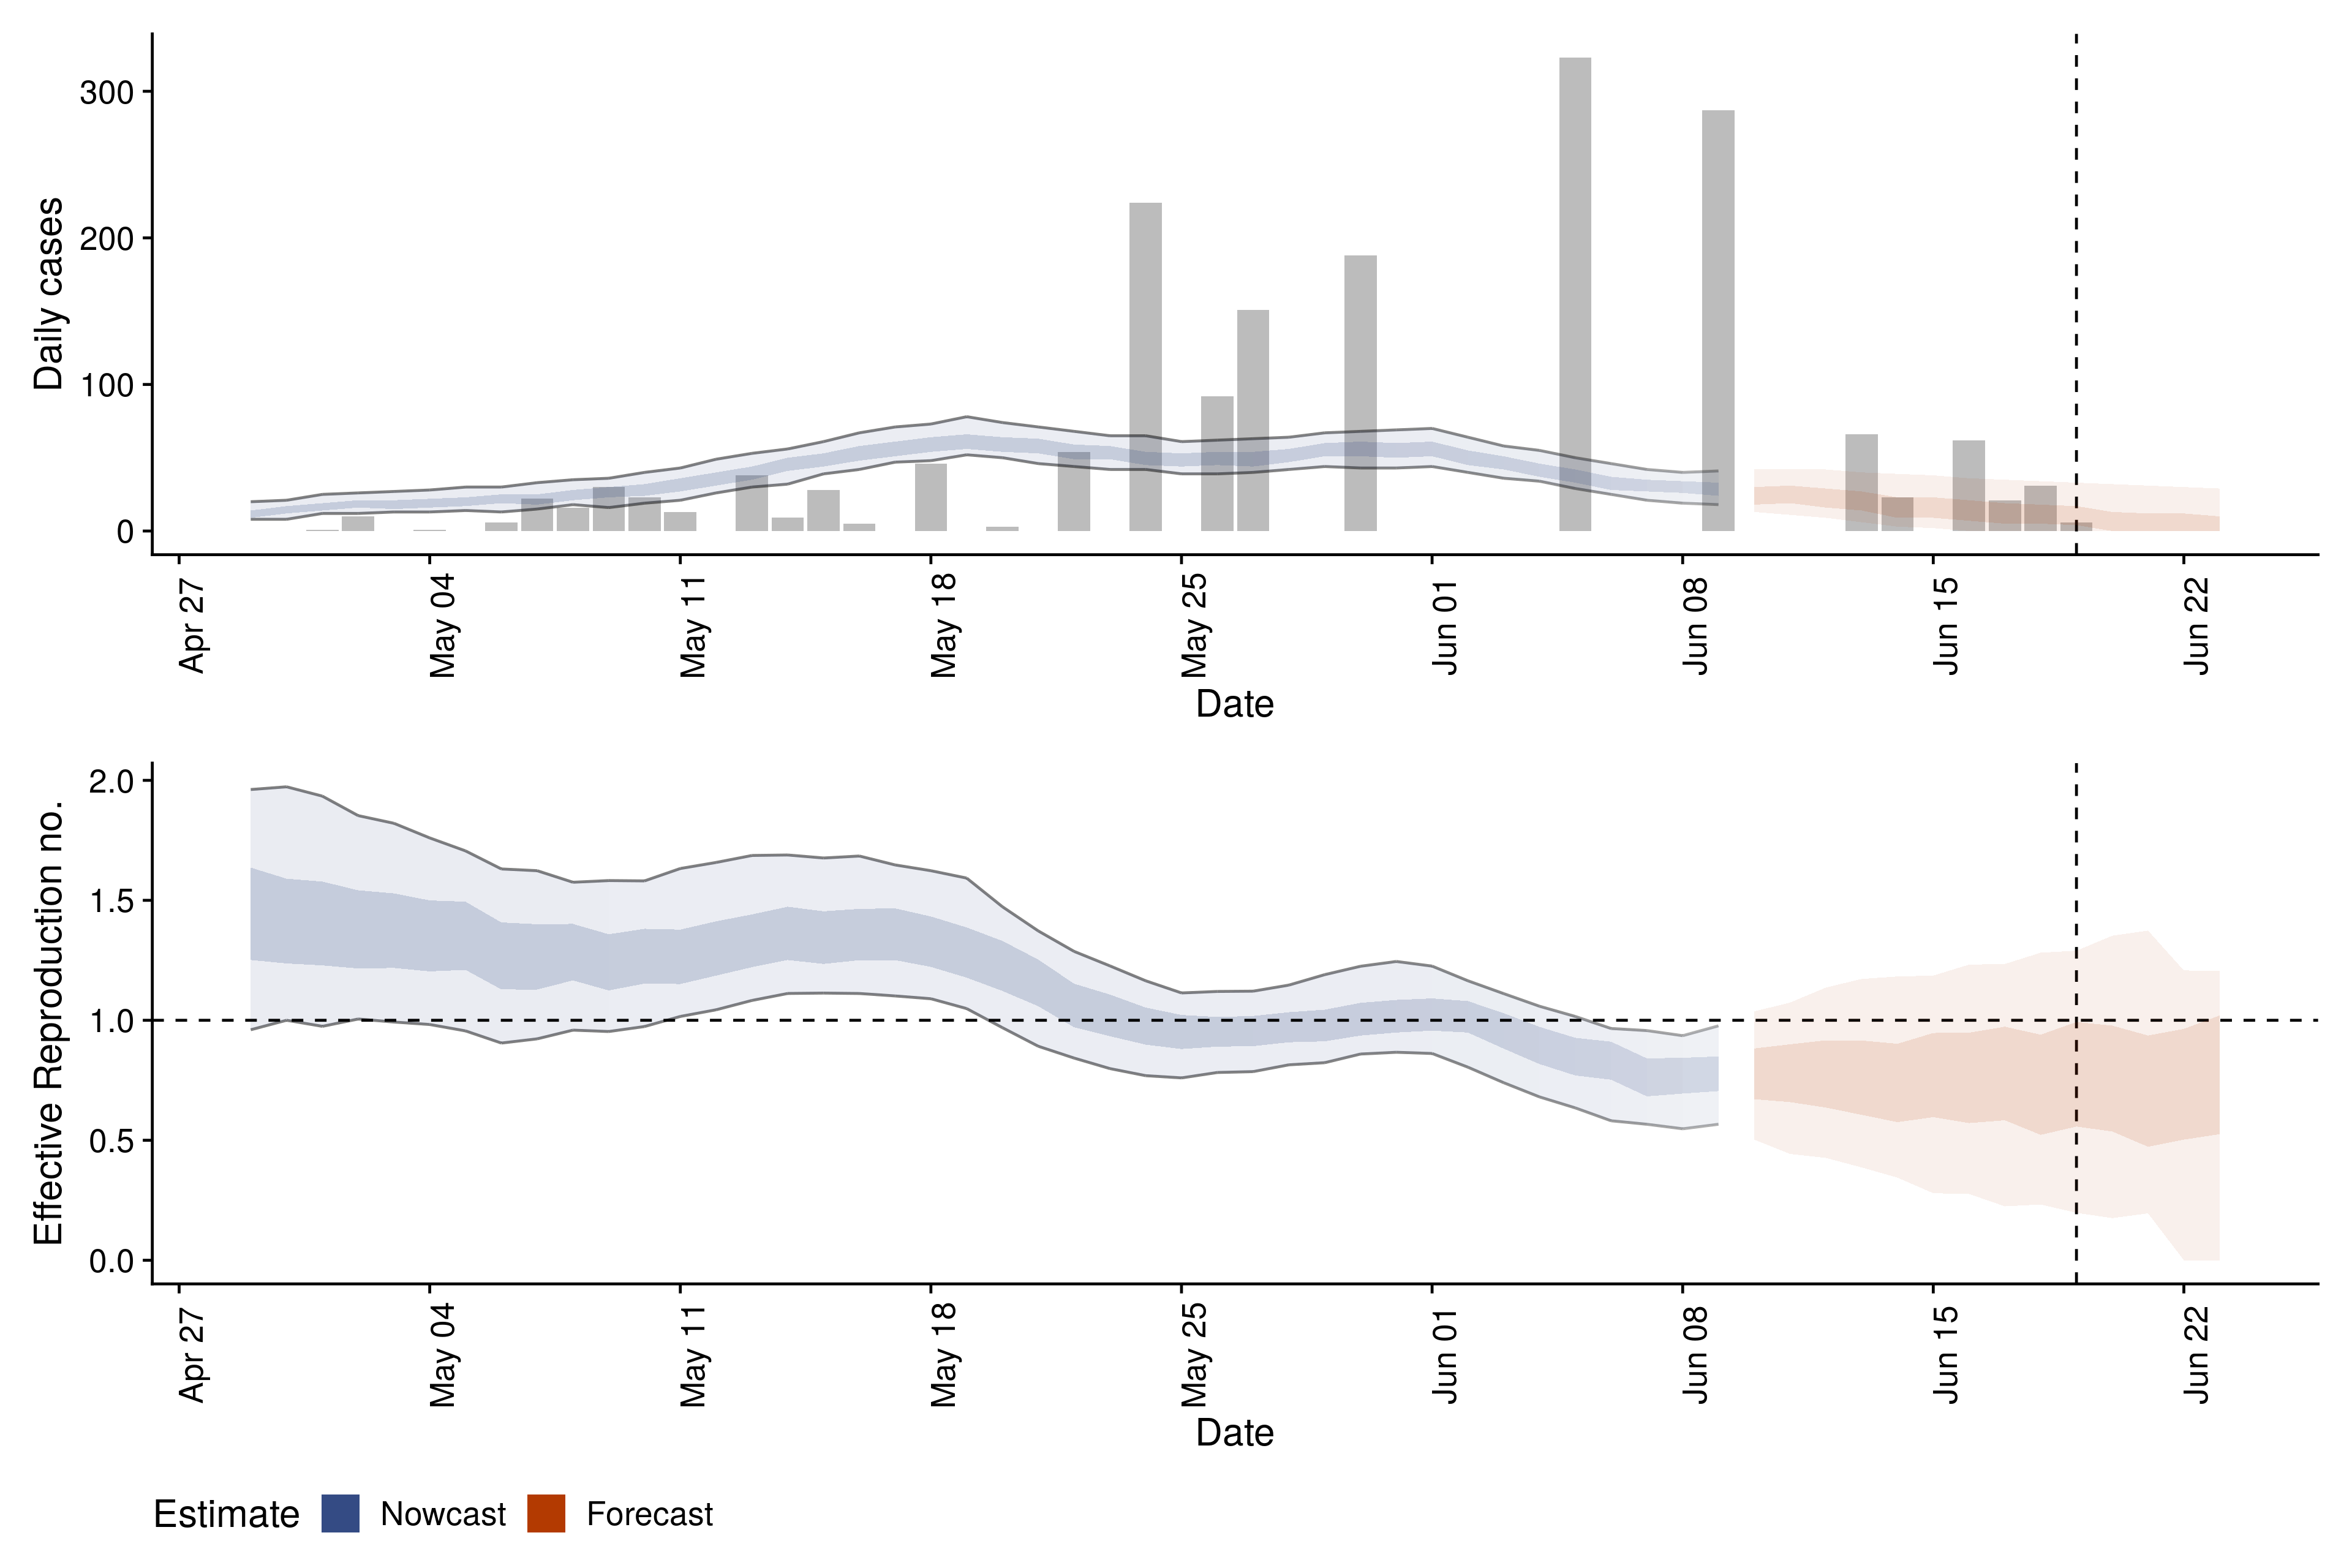 Daily cases
300
200
100
0
Apr 27
May 04
May 11
May 18
May 25
Jun 01
Jun 08
Jun 15
Jun 22
Date
Effective Reproduction no.
2.0
1.5
1.0
0.5
0.0
Apr 27
May 04
May 11
May 18
May 25
Jun 01
Jun 08
Jun 15
Jun 22
Date
Estimate Nowcast Forecast